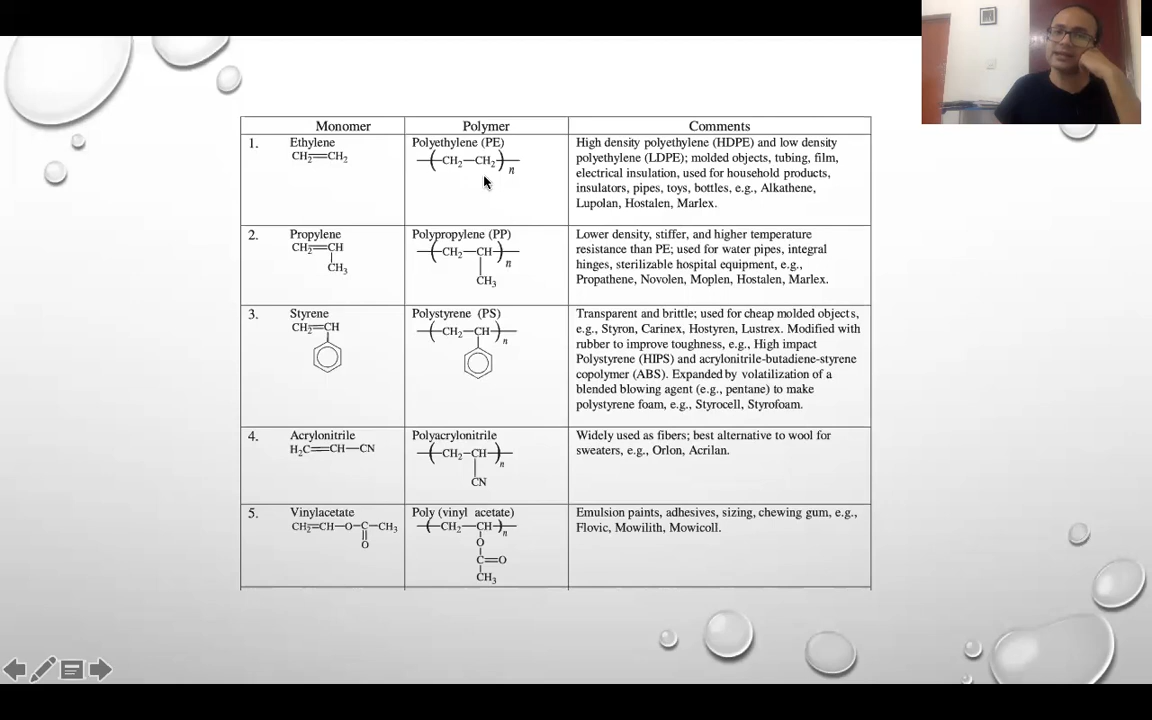 Monomer Polymer Comments
1. Ethylene
CH2=CH2
Polyethylene (PE)
—(CH2—CH2)—n
High density polyethylene (HDPE) and low density
polyethylene (LDPE); molded objects, tubing, film,
electrical insulation, used for household products,
insulators, pipes, toys, bottles, e.g., Alkathene,
Lupolan, Hostalen, Marlex.
2. Propylene
CH2=CH
CH3
Polypropylene (PP)
—(CH2—CH)—n
CH3
Lower density, stiffer, and higher temperature
resistance than PE; used for water pipes, integral
hinges, sterilizable hospital equipment, e.g.,
Propathene, Novolen, Moplen, Hostalen, Marlex.
3. Styrene
CH2=CH
Polystyrene (PS)
—(CH2—CH)—n
Transparent and brittle; used for cheap molded objects,
e.g., Styron, Carinex, Hostyren, Lustrex. Modified with
rubber to improve toughness, e.g., High impact
Polystyrene (HIPS) and acrylonitrile-butadiene-styrene
copolymer (ABS). Expanded by volatilization of a
blended blowing agent (e.g., pentane) to make
polystyrene foam, e.g., Styrocell, Styrofoam.
4. Acrylonitrile
H2C=CH—CN
Polyacrylonitrile
—(CH2—CH)—n
CN
Widely used as fibers; best alternative to wool for
sweaters, e.g., Orlon, Acrilan.
5. Vinylacetate
CH2=CH—O—C—CH3
O
Poly (vinyl acetate)
—(CH2—CH)—n
O
C=O
CH3
Emulsion paints, adhesives, sizing, chewing gum, e.g.,
Flovic, Mowilith, Mowicoll.